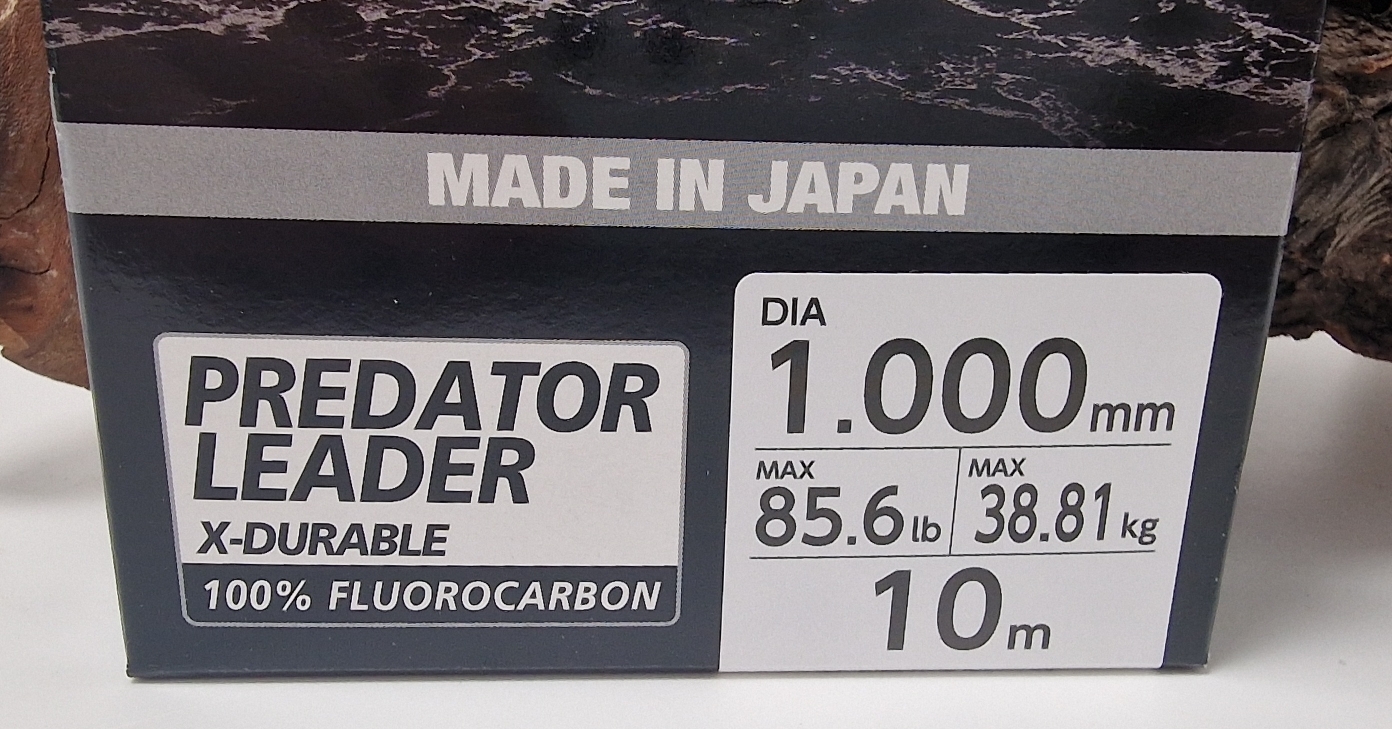 MADE IN JAPAN
PREDATOR
LEADER
X-DURABLE
100% FLUOROCARBON
DIA
1.000mm
MAX
85.6lb
MAX
38.81kg
10m